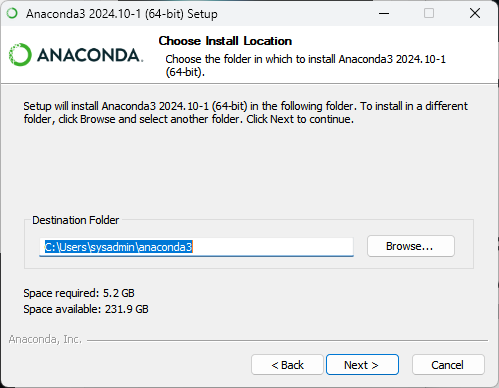 Anaconda3 2024.10-1 (64-bit) Setup
ANACONDA.
Choose Install Location
Choose the folder in which to install Anaconda3 2024.10-1
(64-bit).
Setup will install Anaconda3 2024.10-1 (64-bit) in the following folder. To install in a different
folder, click Browse and select another folder. Click Next to continue.
Destination Folder
C:\Users\sysadmin\anaconda3
Browse...
Space required: 5.2 GB
Space available: 231.9 GB
Anaconda, Inc.
< Back
Next >
Cancel